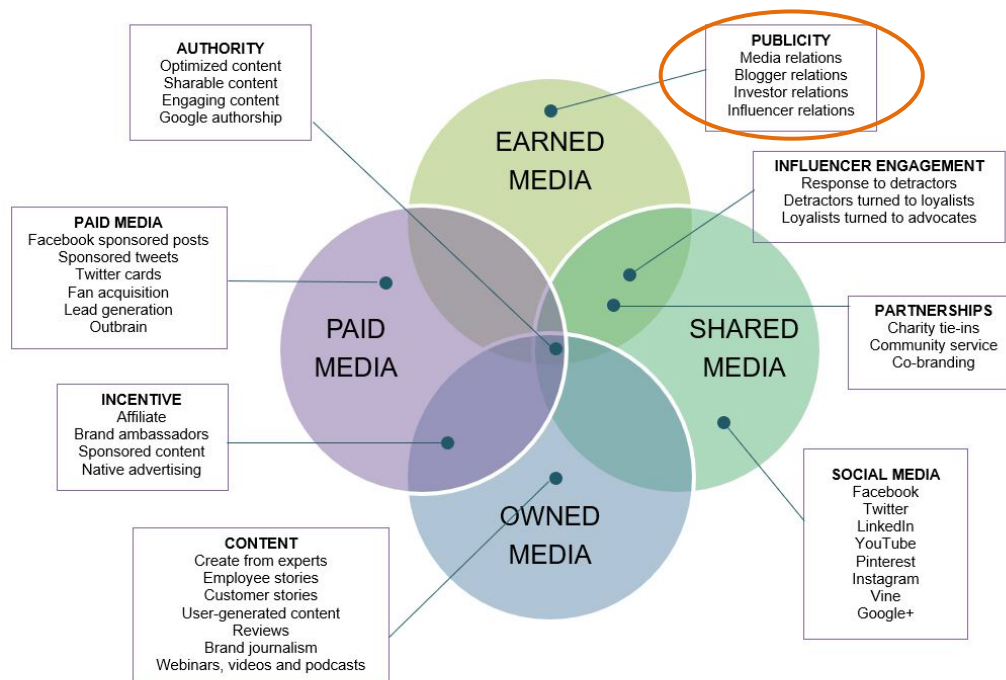 AUTHORITY
Optimized content
Sharable content
Engaging content
Google authorship
PUBLICITY
Media relations
Blogger relations
Investor relations
Influencer relations
EARNED
MEDIA
INFLUENCER ENGAGEMENT
Response to detractors
Detractors turned to loyalists
Loyalists turned to advocates
PAID MEDIA
Facebook sponsored posts
Sponsored tweets
Twitter cards
Fan acquisition
Lead generation
Outbrain
PAID
MEDIA
SHARED
MEDIA
PARTNERSHIPS
Charity tie-ins
Community service
Co-branding
INCENTIVE
Affiliate
Brand ambassadors
Sponsored content
Native advertising
OWNED
MEDIA
SOCIAL MEDIA
Facebook
Twitter
LinkedIn
YouTube
Pinterest
Instagram
Vine
Google+
CONTENT
Create from experts
Employee stories
Customer stories
User-generated content
Reviews
Brand journalism
Webinars, videos and podcasts